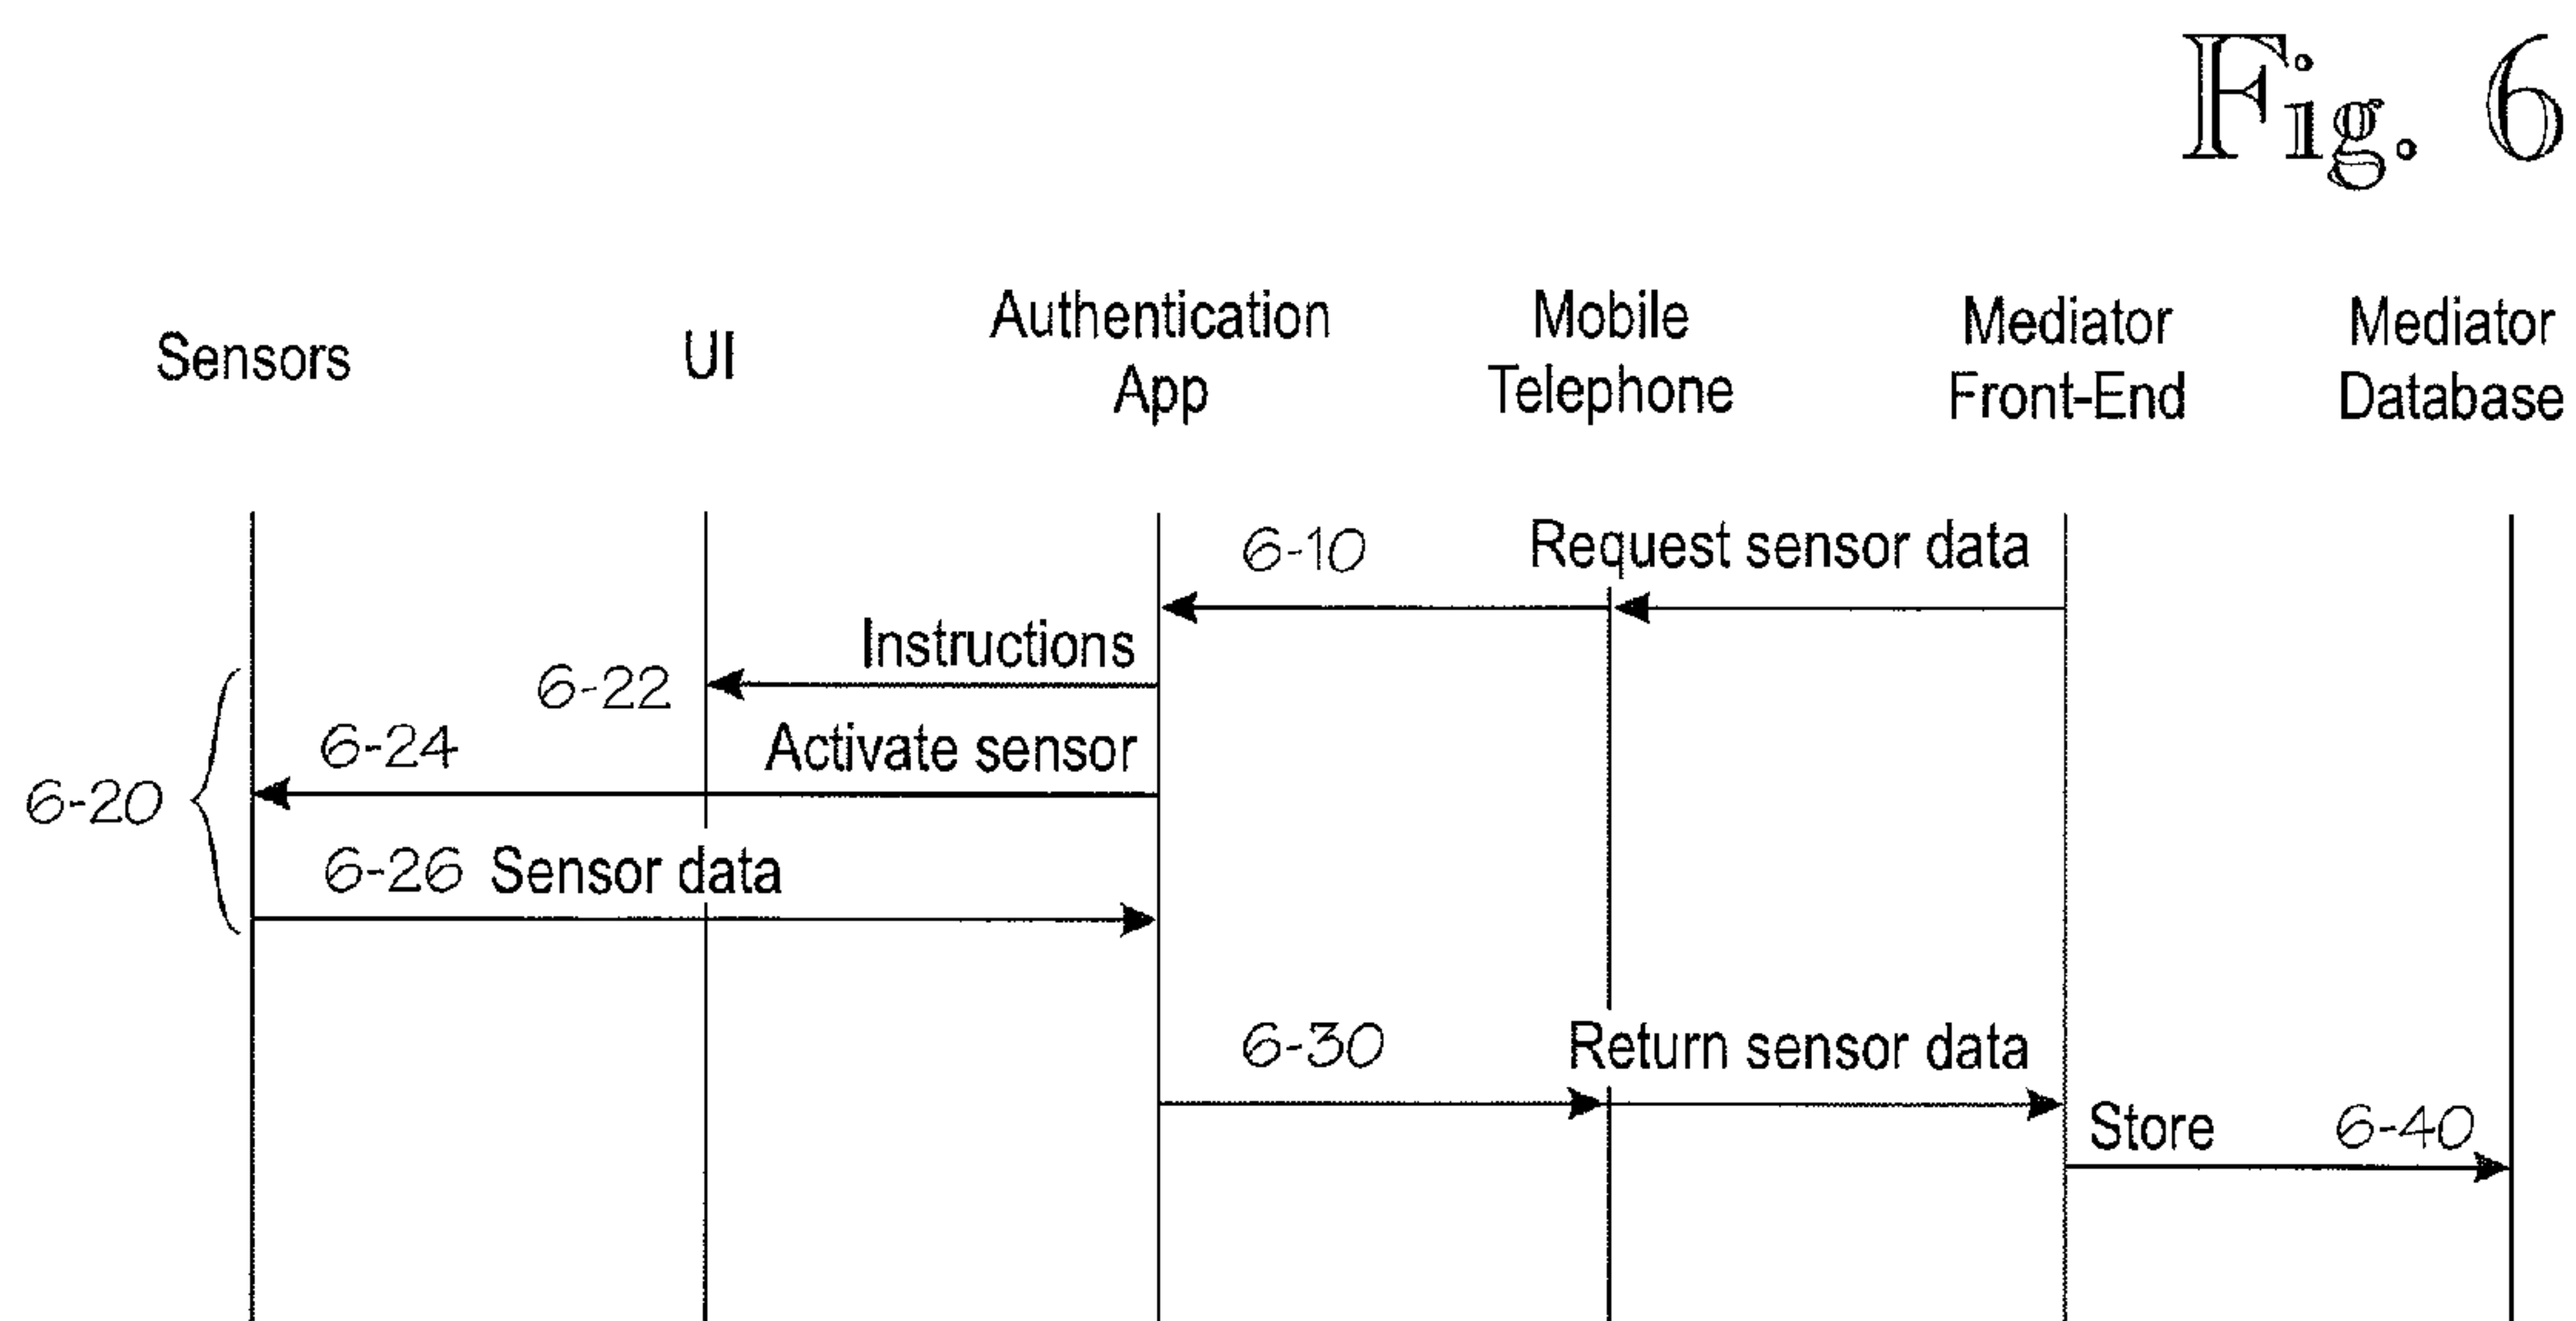 Fig. 6
Sensors
UI
Authentication
App
Mobile
Telephone
Mediator
Front-End
Mediator
Database
6-10 Request sensor data
Instructions
6-22
6-24 Activate sensor
6-20
6-26 Sensor data
6-30 Return sensor data
Store 6-40